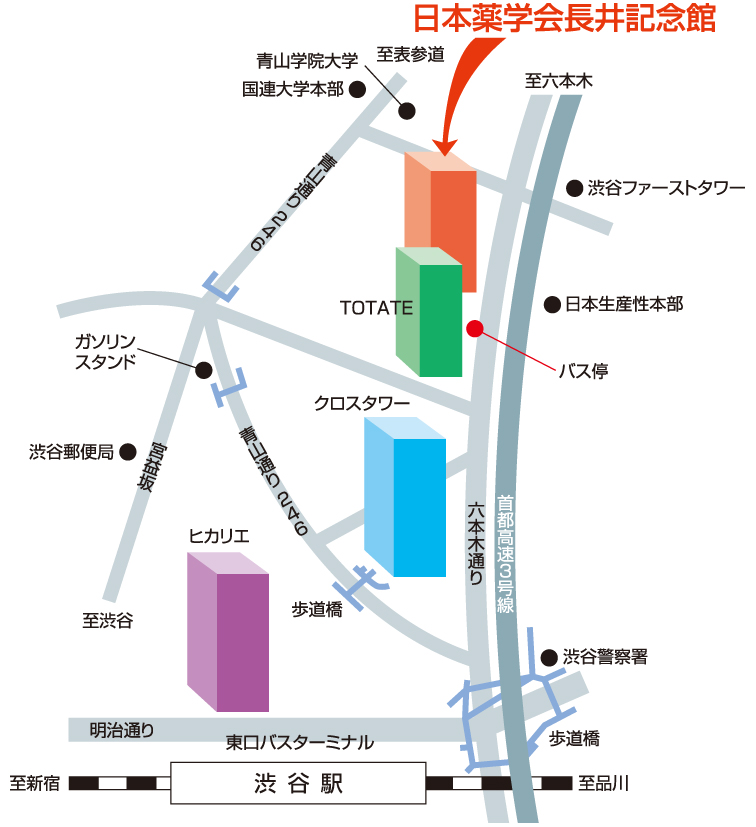 日本薬学会長井記念館
至表参道
青山学院大学
国連大学本部
至六本木
渋谷ファーストタワー
青山通り246
日本生産性本部
TOTATE
ガソリン
スタンド
バス停
クロスタワー
渋谷郵便局
宮益坂
青山通り246
六本木通り
首都高速3号線
ヒカリエ
歩道橋
至渋谷
渋谷警察署
明治通り
東口バスターミナル
歩道橋
至新宿
渋谷駅
至品川